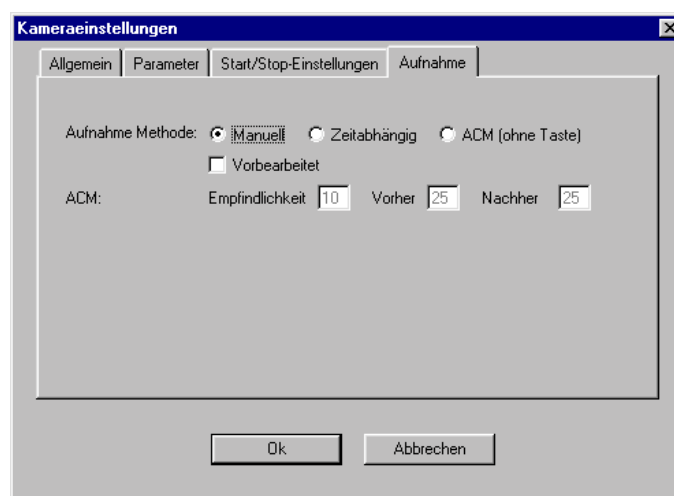 Kameraeinstellungen
Allgemein Parameter Start/Stop-Einstellungen Aufnahme
Aufnahme Methode: Manuell Zeitabhängig ACM (ohne Taste)
Vorbearbeitet
ACM: Empfindlichkeit 10 Vorher 25 Nachher 25
Ok Abbrechen